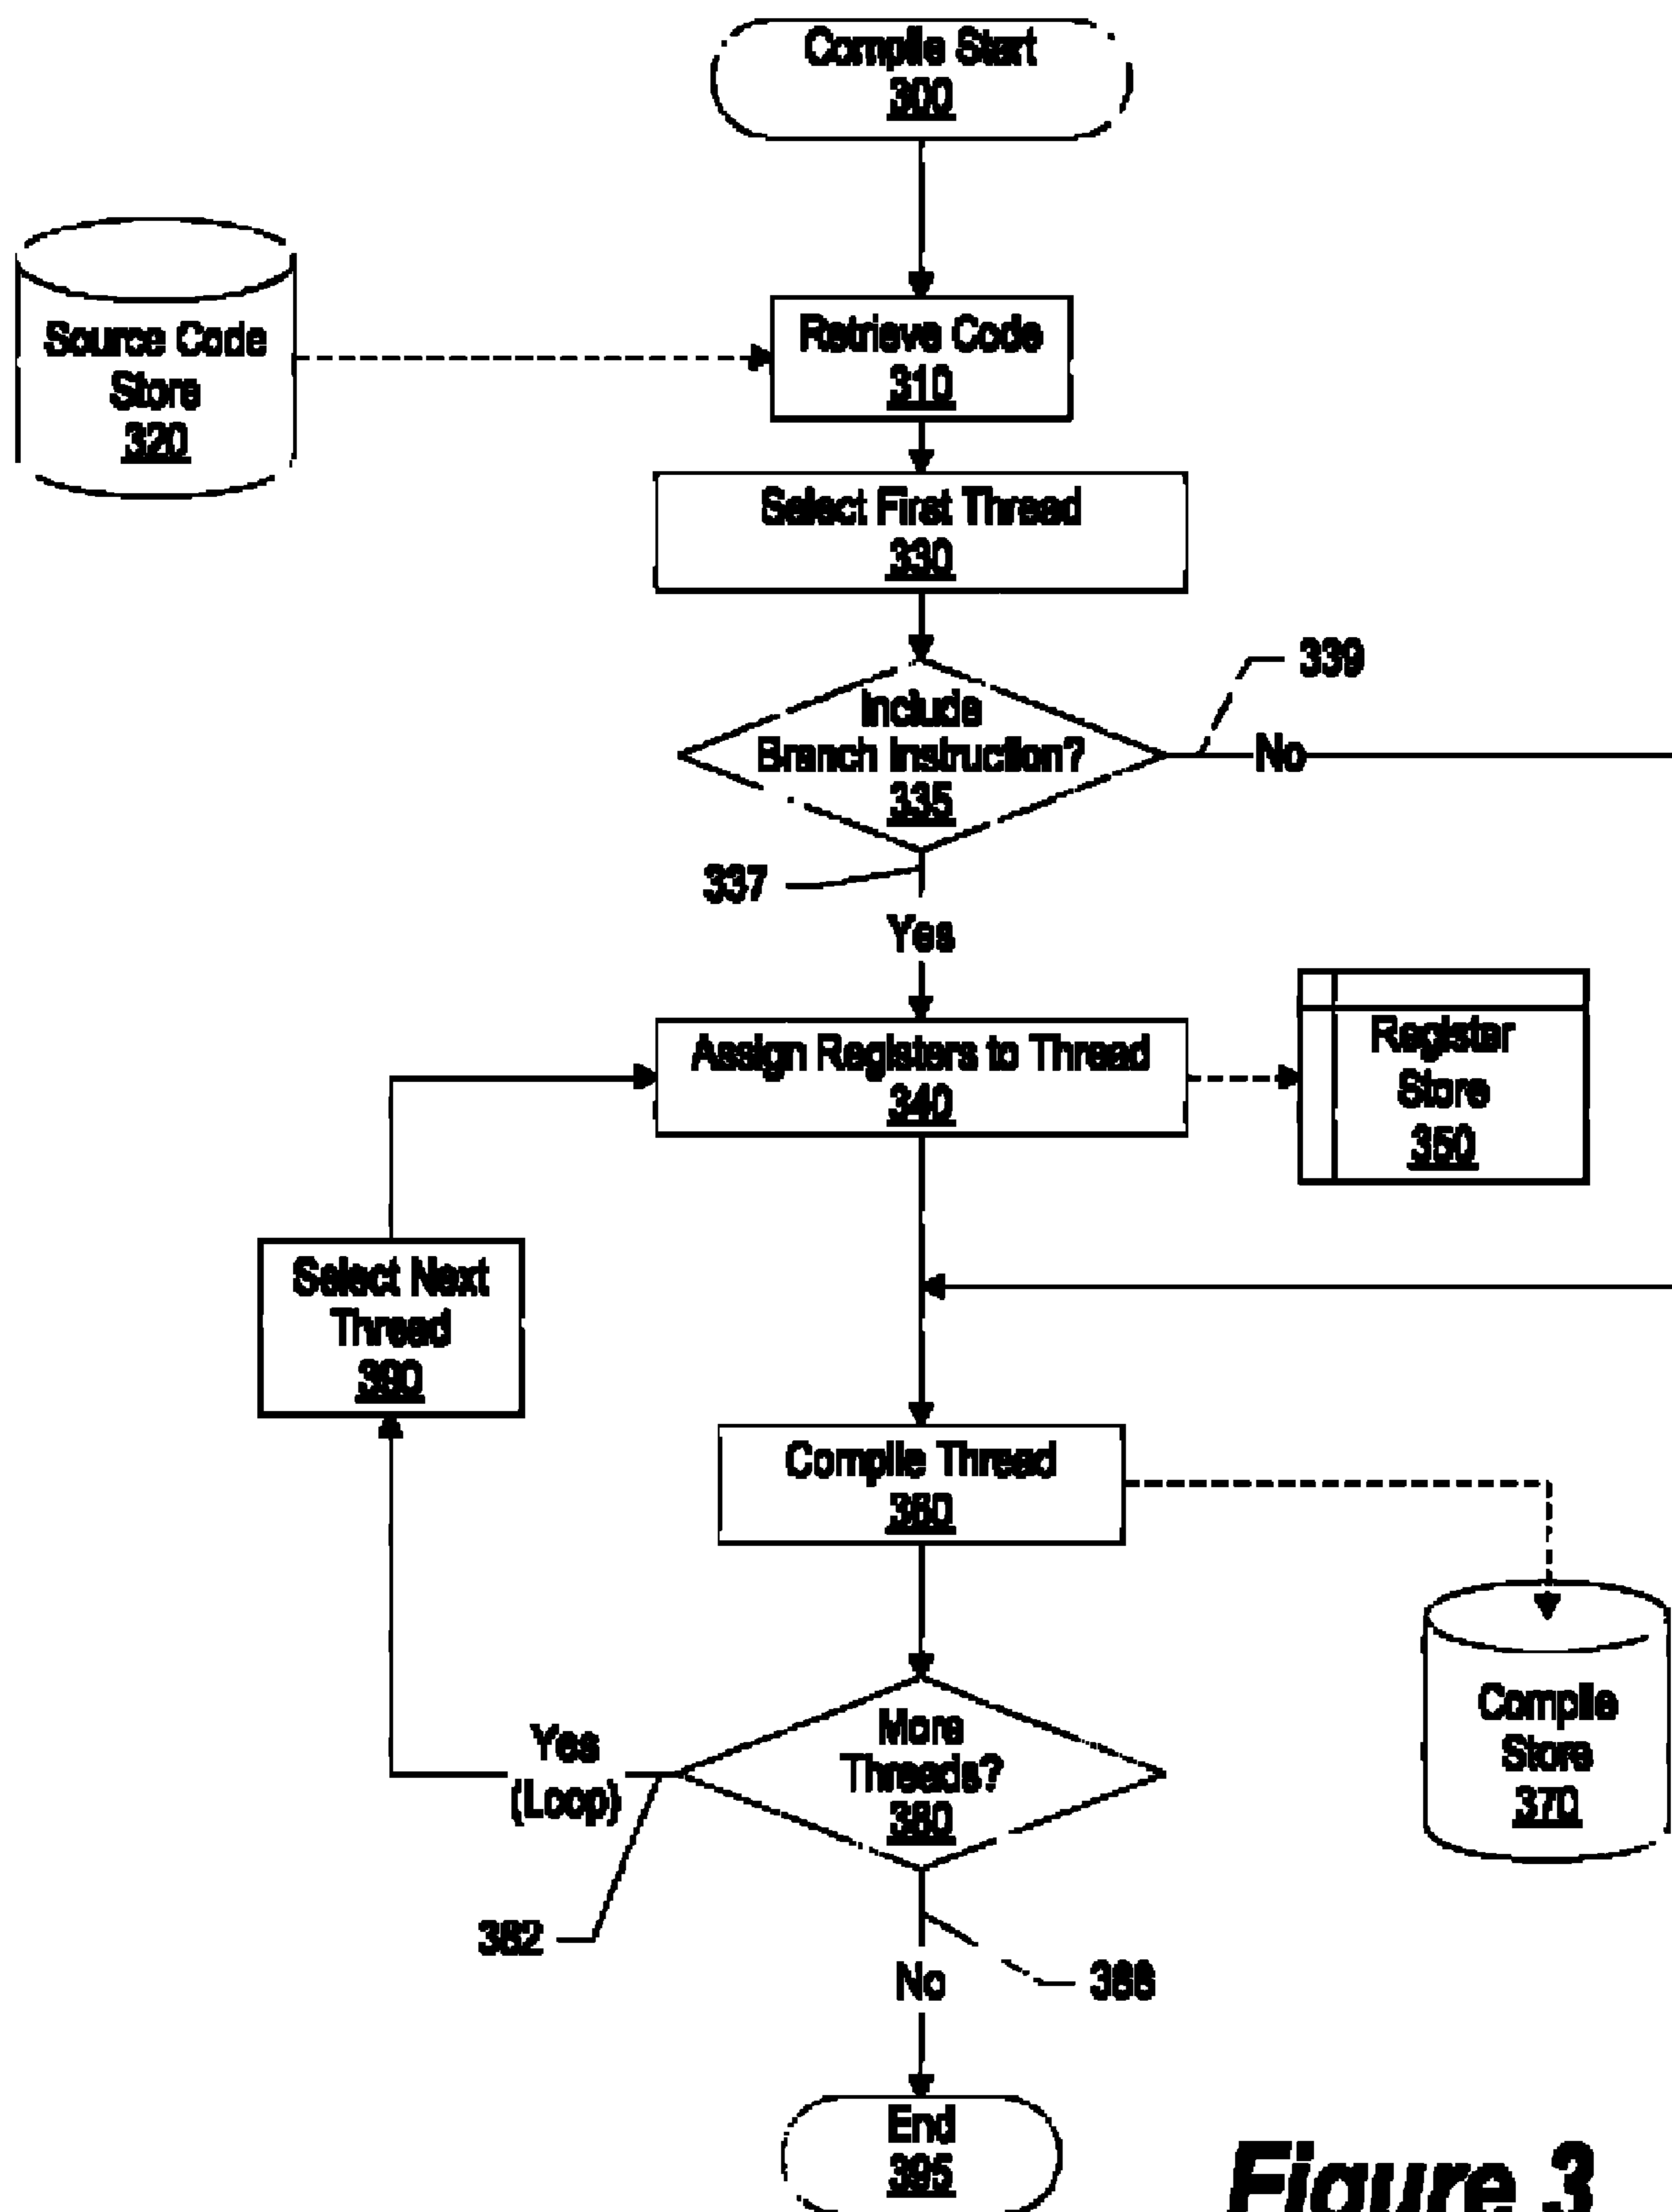 Compile Start
300
Source Code
Store
320
Retrieve Code
310
Select First Thread
330
339
Include
Branch Instruction?
335
No
337
Yes
Assign Registers to Thread
340
Register
Store
350
Select Next
Thread
390
Compile Thread
360
Compile
Store
370
More
Threads?
380
Yes
(Loop)
382
388
No
End
395
Figure 3